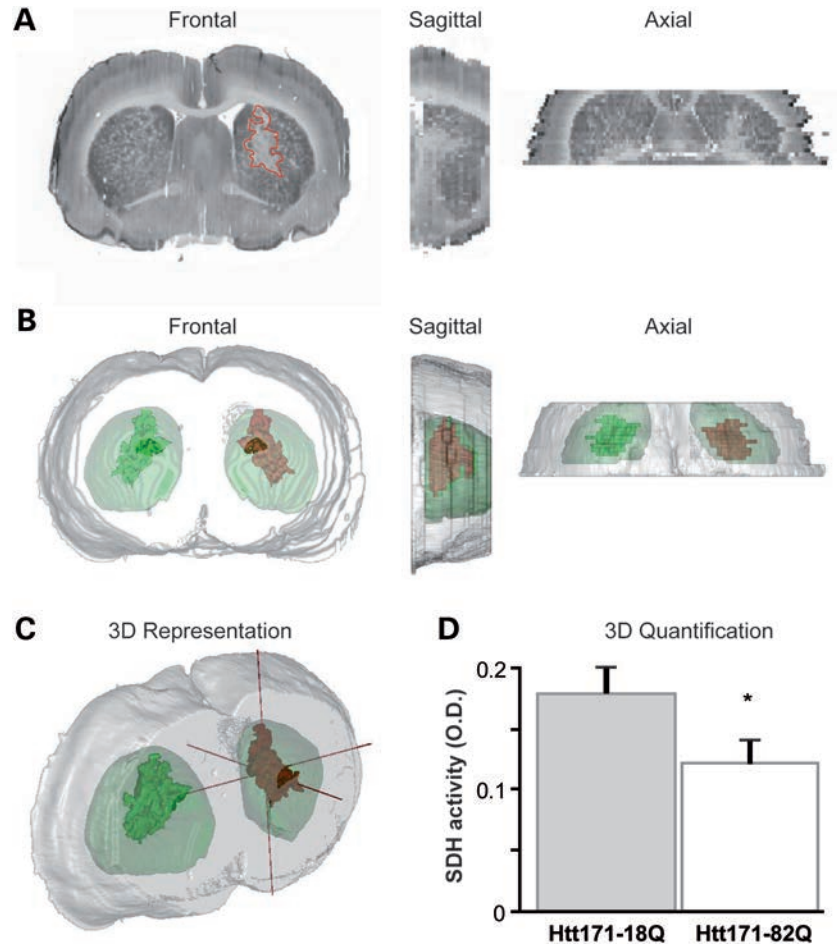 A
Frontal Sagittal Axial
B
Frontal Sagittal Axial
C
3D Representation
D
3D Quantification
0.2
*
0.1
0
SDH activity (O.D.)
Htt171-18Q Htt171-82Q